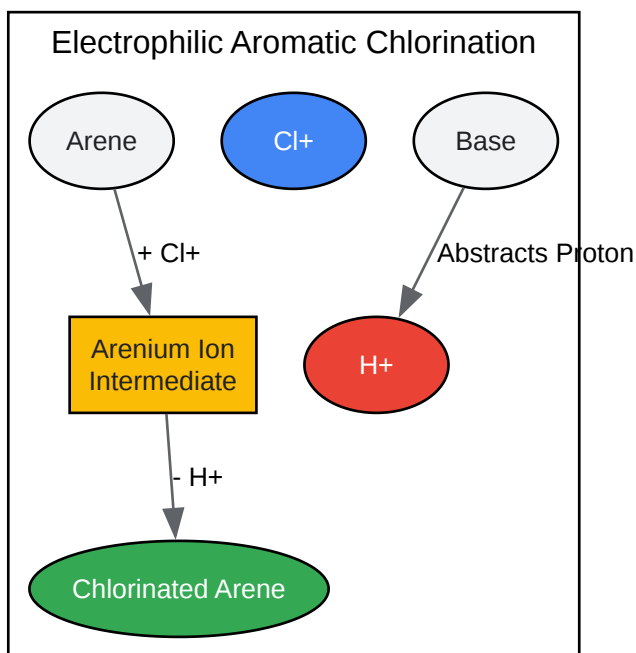 Electrophilic Aromatic Chlorination
Arene
Cl+
Base
+ Cl+
Abstracts Proton
Arenium Ion
Intermediate
H+
- H+
Chlorinated Arene